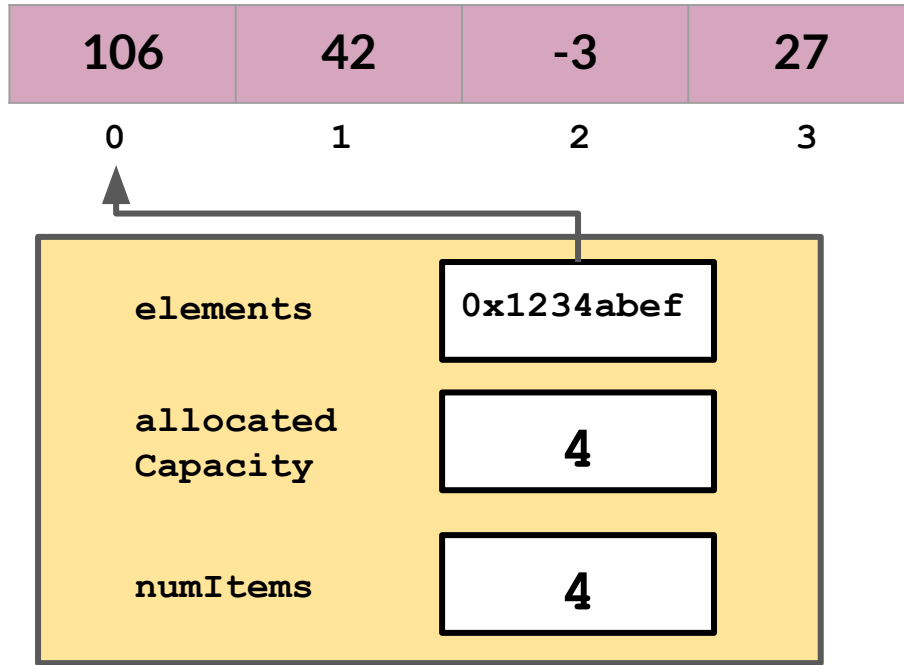 106 42 -3 27
0 1 2 3
elements 0x1234abef
allocated
Capacity 4
numItems 4